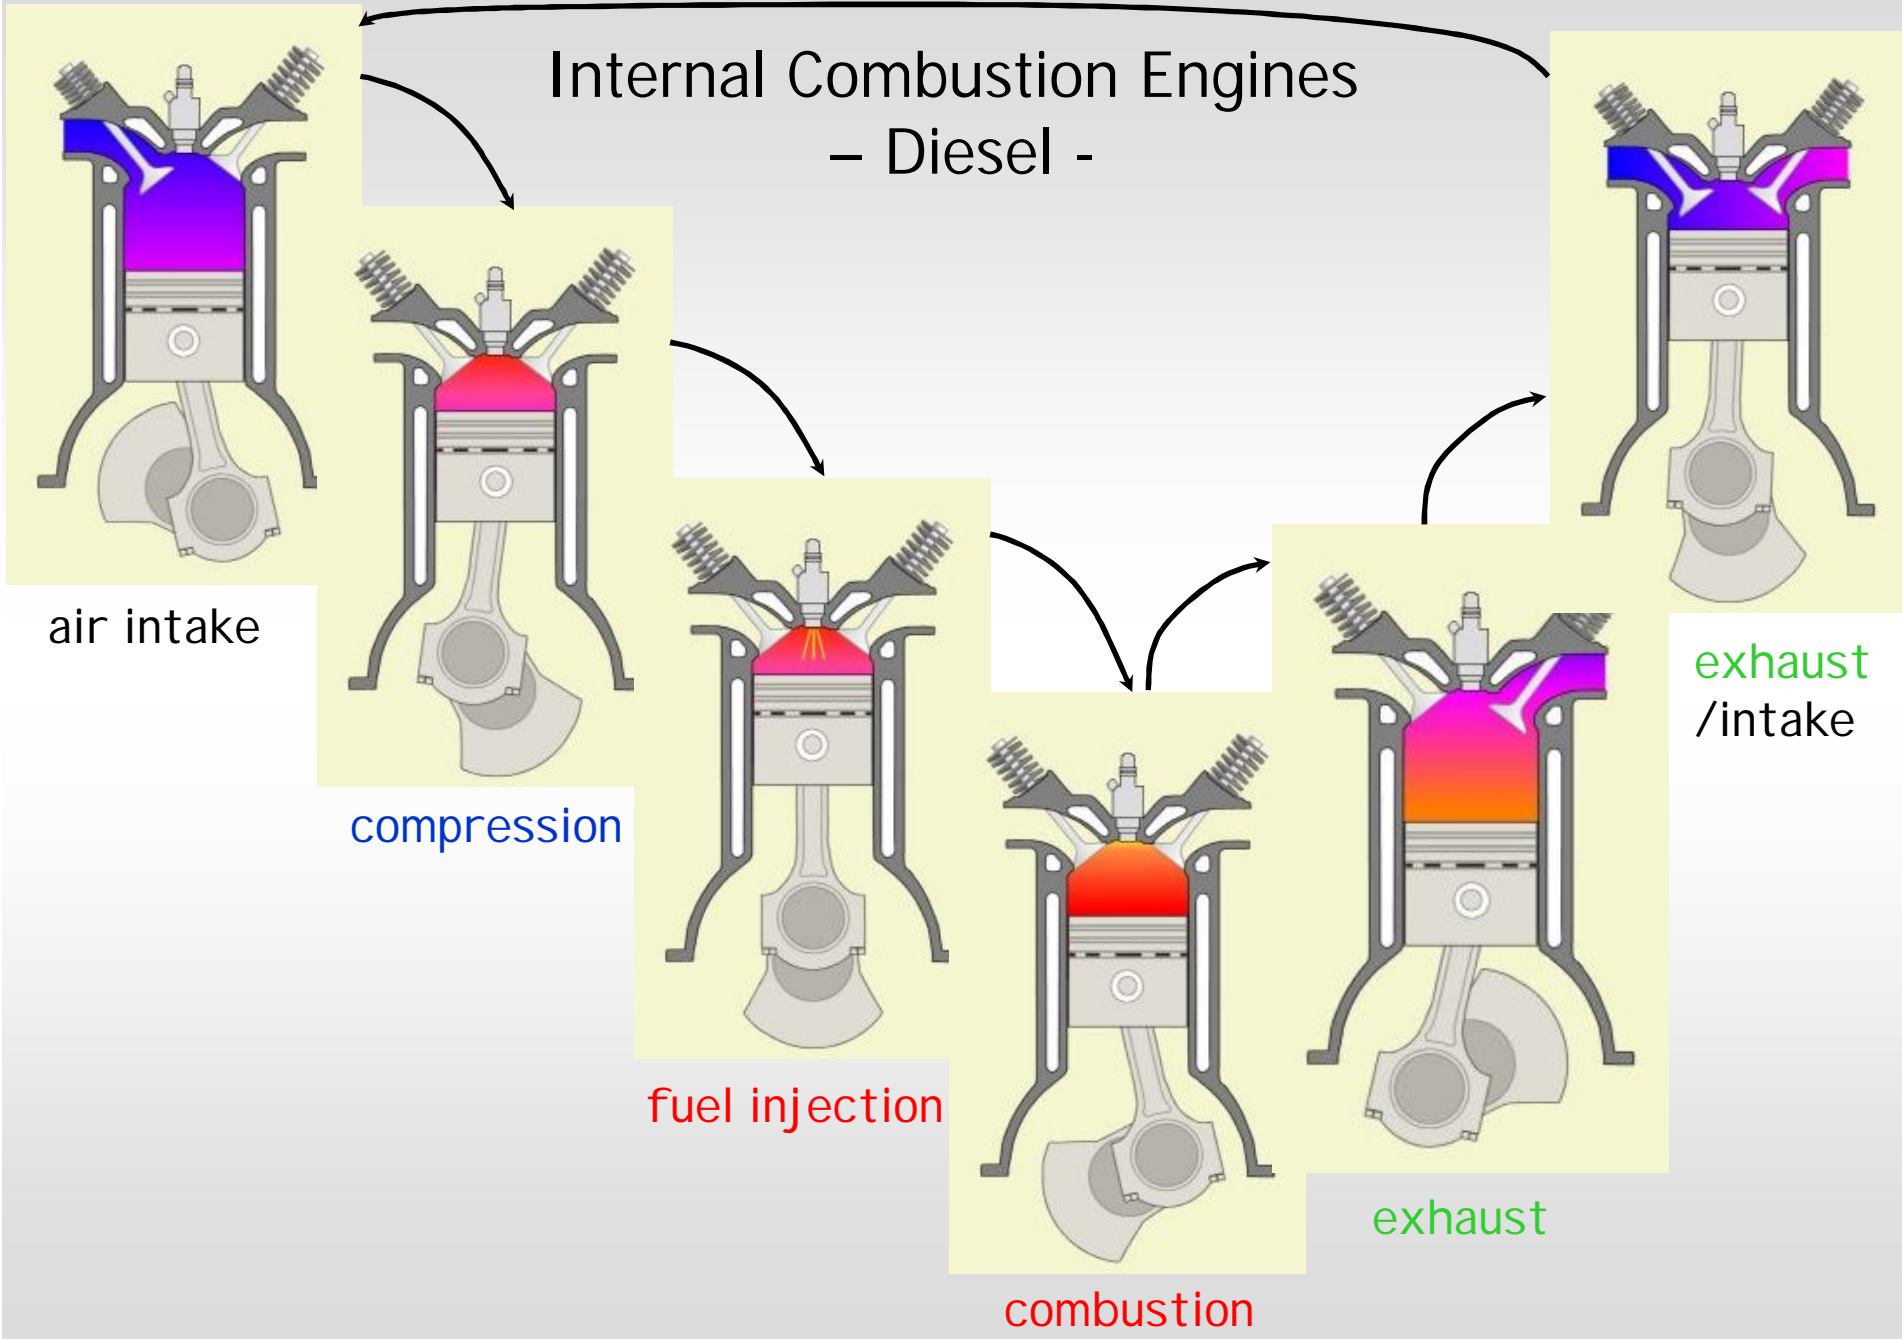 Internal Combustion Engines
– Diesel -
air intake
compression
fuel injection
combustion
exhaust
exhaust
/intake